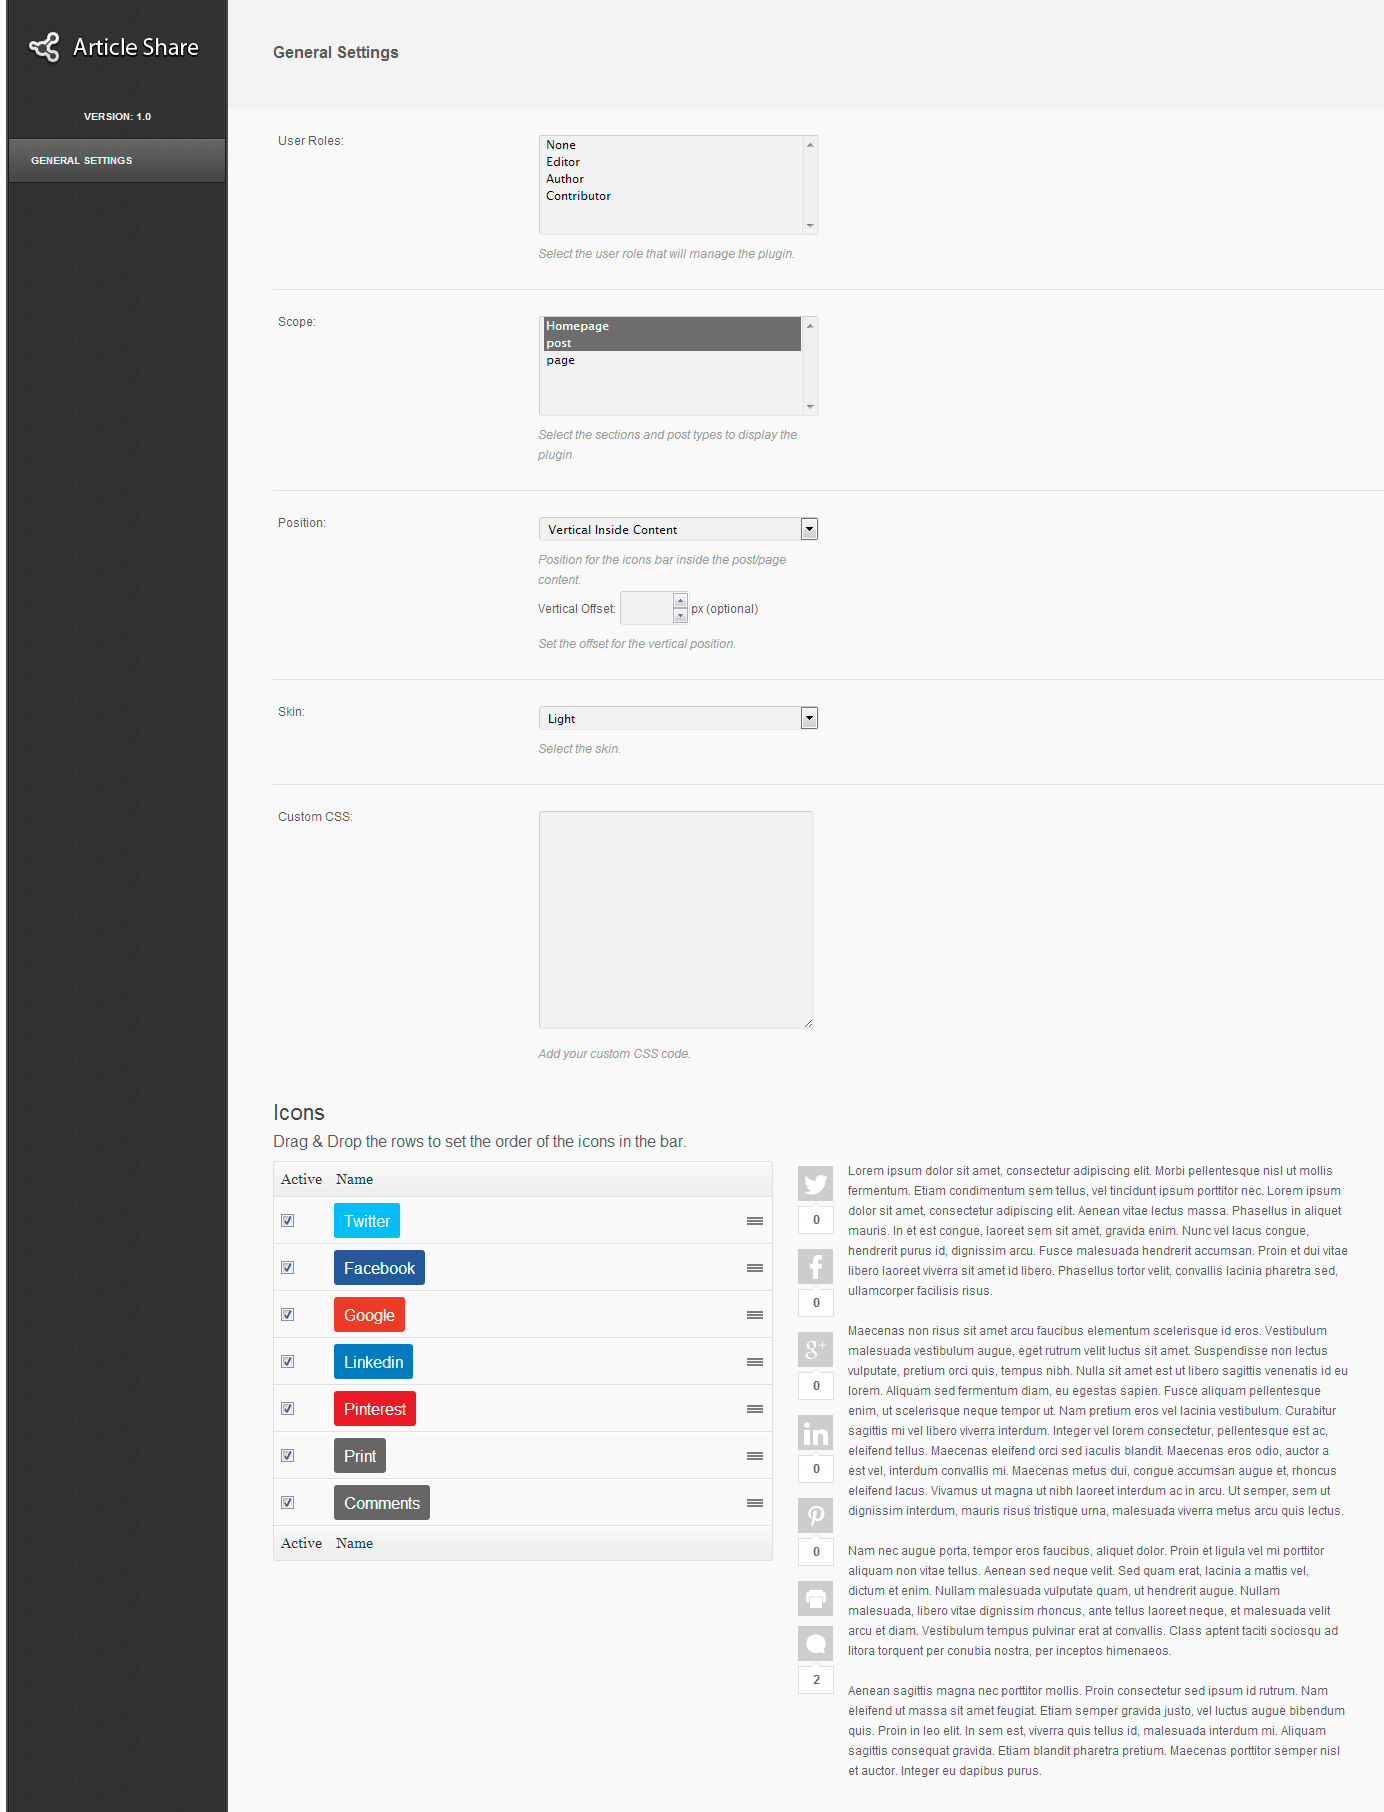 Article Share
VERSION: 1.0
GENERAL SETTINGS
General Settings
User Roles:
None
Editor
Author
Contributor
Select the user role that will manage the plugin.
Scope:
Homepage
post
page
Select the sections and post types to display the
plugin.
Position:
Vertical Inside Content
Position for the icons bar inside the post/page
content.
Vertical Offset: px (optional)
Set the offset for the vertical position.
Skin:
Light
Select the skin.
Custom CSS:
Add your custom CSS code.
Icons
Drag & Drop the rows to set the order of the icons in the bar.
Active Name
Twitter
Facebook
Google
Linkedin
Pinterest
Print
Comments
Active Name
0
0
g+
0
in
0
0
2
Lorem ipsum dolor sit amet, consectetur adipiscing elit. Morbi pellentesque nisl ut mollis
fermentum. Etiam condimentum sem tellus, vel tincidunt ipsum porttitor nec. Lorem ipsum
dolor sit amet, consectetur adipiscing elit. Aenean vitae lectus massa. Phasellus in aliquet
mauris. In et est congue, laoreet sem sit amet, gravida enim. Nunc vel lacus congue,
hendrerit purus id, dignissim arcu. Fusce malesuada hendrerit accumsan. Proin et dui vitae
libero laoreet viverra sit amet id libero. Phasellus tortor velit, convallis lacinia pharetra sed,
ullamcorper facilisis risus.
Maecenas non risus sit amet arcu faucibus elementum scelerisque id eros. Vestibulum
malesuada vestibulum augue, eget rutrum velit luctus sit amet. Suspendisse non lectus
vulputate, pretium orci quis, tempus nibh. Nulla sit amet est ut libero sagittis venenatis id eu
lorem. Aliquam sed fermentum diam, eu egestas sapien. Fusce aliquam pellentesque
enim, ut scelerisque neque tempor ut. Nam pretium eros vel lacinia vestibulum. Curabitur
sagittis mi vel libero viverra interdum. Integer vel lorem consectetur, pellentesque est ac,
eleifend tellus. Maecenas eleifend orci sed iaculis blandit. Maecenas eros odio, auctor a
est vel, interdum convallis mi. Maecenas metus dui, congue accumsan augue et, rhoncus
eleifend lacus. Vivamus ut magna ut nibh laoreet interdum ac in arcu. Ut semper, sem ut
dignissim interdum, mauris risus tristique urna, malesuada viverra metus arcu quis lectus.
Nam nec augue porta, tempor eros faucibus, aliquet dolor. Proin et ligula vel mi porttitor
aliquam non vitae tellus. Aenean sed neque velit. Sed quam erat, lacinia a mattis vel,
dictum et enim. Nullam malesuada vulputate quam, ut hendrerit augue. Nullam
malesuada, libero vitae dignissim rhoncus, ante tellus laoreet neque, et malesuada velit
arcu et diam. Vestibulum tempus pulvinar erat at convallis. Class aptent taciti sociosqu ad
litora torquent per conubia nostra, per inceptos himenaeos.
Aenean sagittis magna nec porttitor mollis. Proin consectetur sed ipsum id rutrum. Nam
eleifend ut massa sit amet feugiat. Etiam semper gravida justo, vel luctus augue bibendum
quis. Proin in leo elit. In sem est, viverra quis tellus id, malesuada interdum mi. Aliquam
sagittis consequat gravida. Etiam blandit pharetra pretium. Maecenas porttitor semper nisl
et auctor. Integer eu dapibus purus.